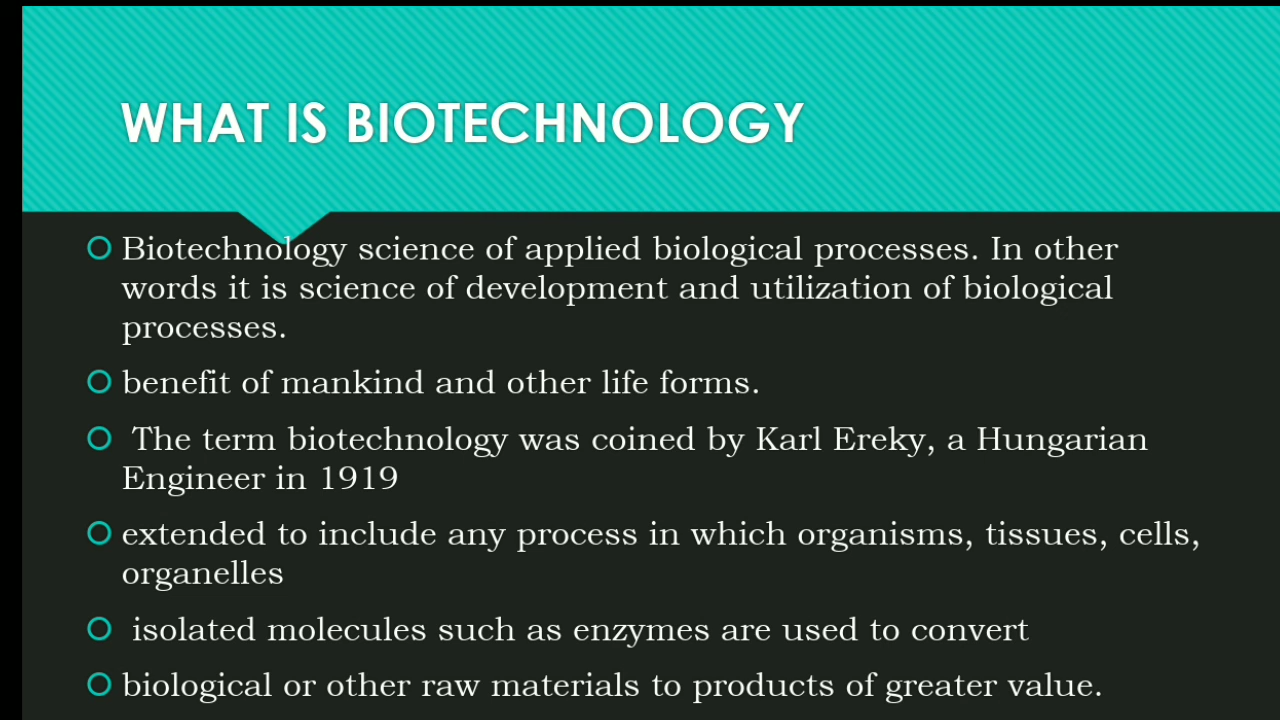 WHAT IS BIOTECHNOLOGY
Biotechnology science of applied biological processes. In other
words it is science of development and utilization of biological
processes.
benefit of mankind and other life forms.
The term biotechnology was coined by Karl Ereky, a Hungarian
Engineer in 1919
extended to include any process in which organisms, tissues, cells,
organelles
isolated molecules such as enzymes are used to convert
biological or other raw materials to products of greater value.